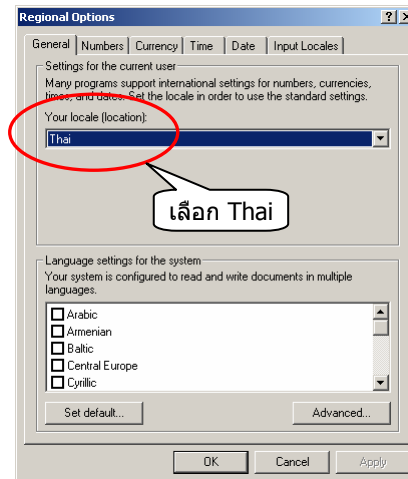 Regional Options
General Numbers Currency Time Date Input Locales
Settings for the current user
Many programs support international settings for numbers, currencies,
times, and dates. Set the locale in order to use the standard settings.
Your locale (location):
Thai
เลือก Thai
Language settings for the system
Your system is configured to read and write documents in multiple
languages.
Arabic
Armenian
Baltic
Central Europe
Cyrillic
Set default... Advanced...
OK Cancel Apply